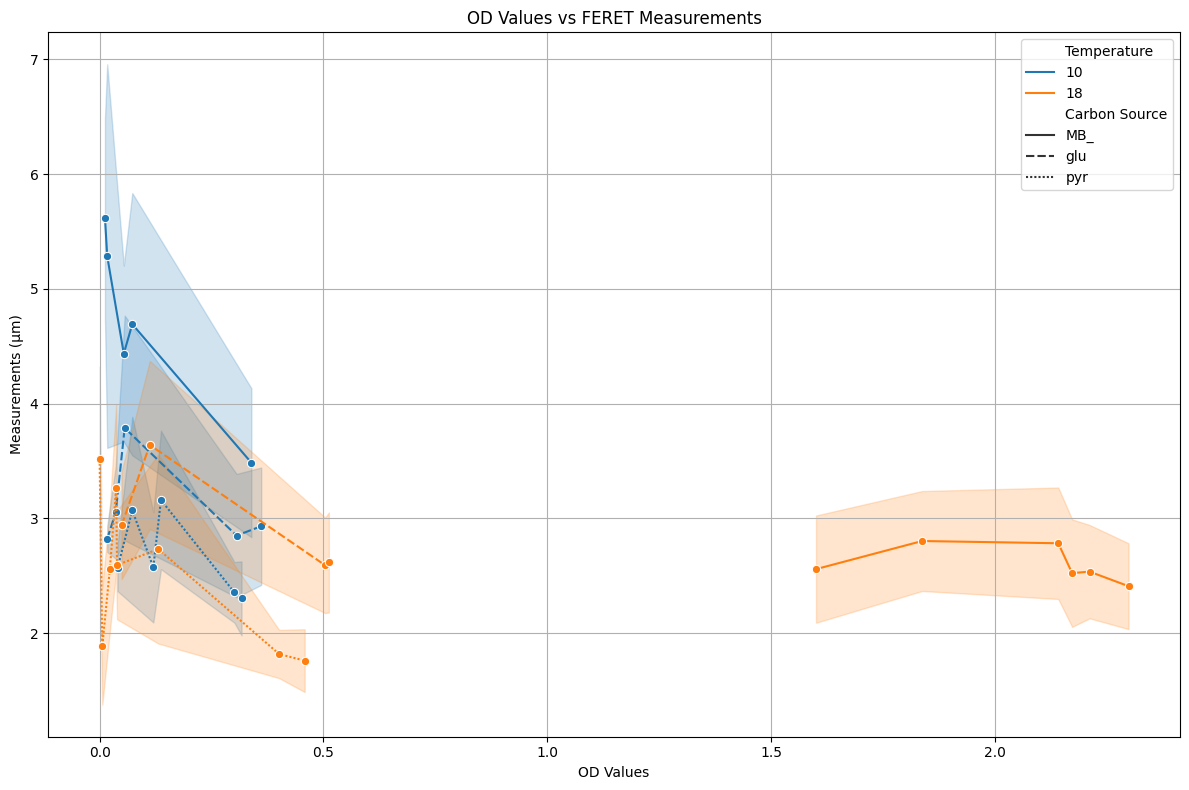 OD Values vs FERET Measurements
Measurements (μm)
7
6
5
4
3
2
0.0
0.5
1.0
1.5
2.0
OD Values
Temperature
10
18
Carbon Source
MB_
glu
pyr